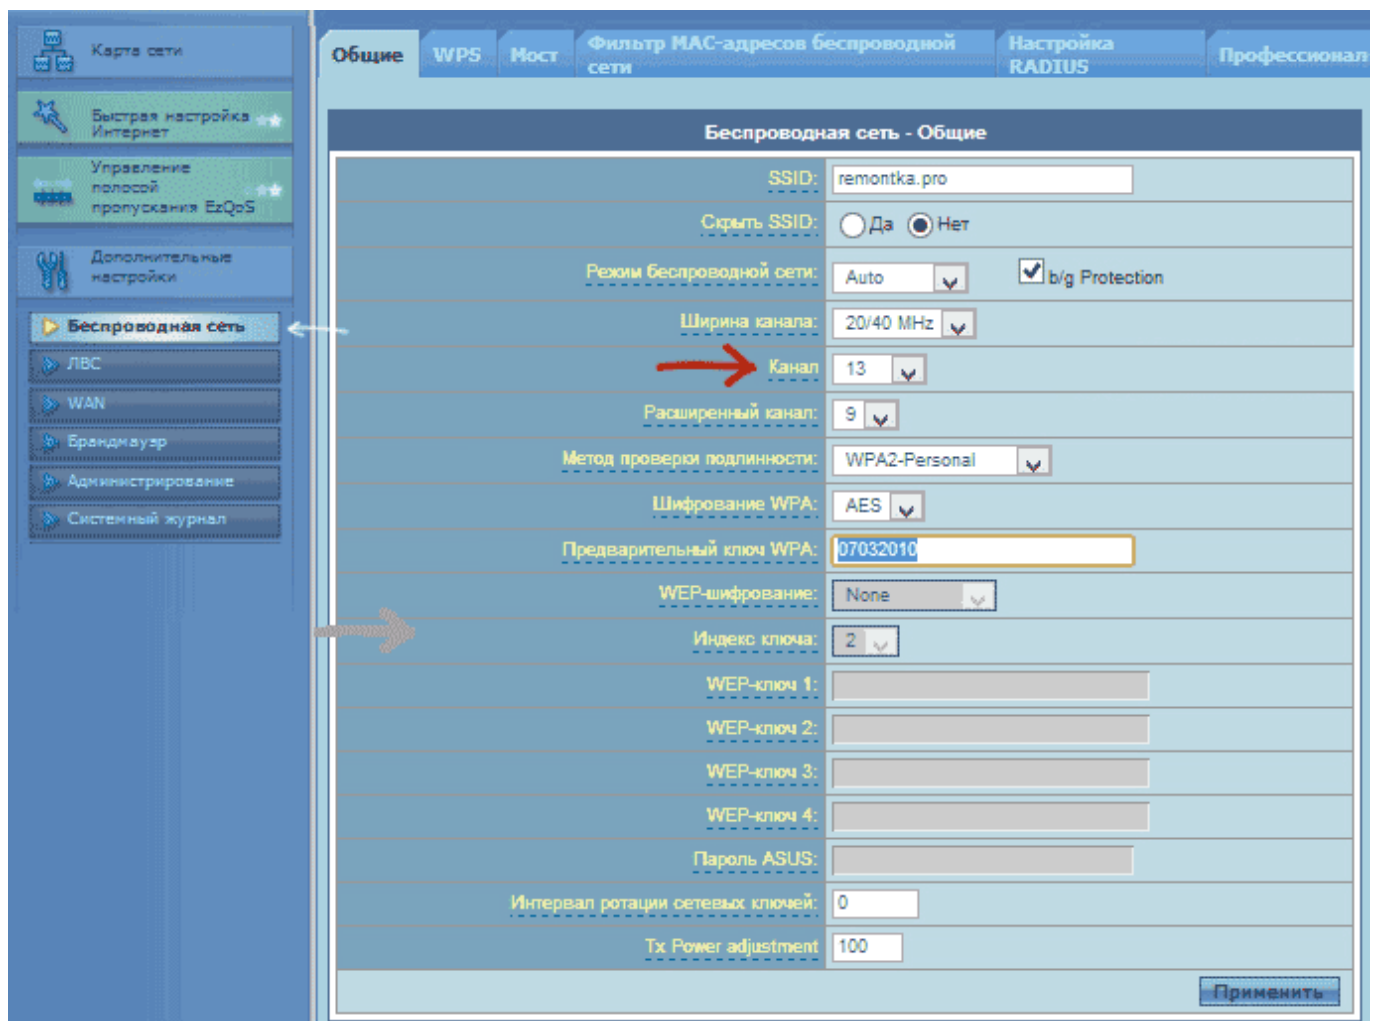 Карта сети
Быстрая настройка
Интернет
Управление
полосой
пропускания EzQoS
Дополнительные
настройки
Беспроводная сеть
ЛВС
WAN
Брандмауэр
Администрирование
Системный журнал
Общие
WPS
Мост
Фильтр MAC-адресов беспроводной
сети
Настройка
RADIUS
Профессионал
Беспроводная сеть - Общие
SSID: remontka.pro
Скрыть SSID: Да Нет
Режим беспроводной сети: Auto b/g Protection
Ширина канала: 20/40 MHz
Канал 13
Расширенный канал: 9
Метод проверки подлинности: WPA2-Personal
Шифрование WPA: AES
Предварительный ключ WPA: 07032010
WEP-шифрование: None
Индекс ключа: 2
WEP-ключ 1:
WEP-ключ 2:
WEP-ключ 3:
WEP-ключ 4:
Пароль ASUS:
Интервал ротации сетевых ключей: 0
Tx Power adjustment 100
Применить